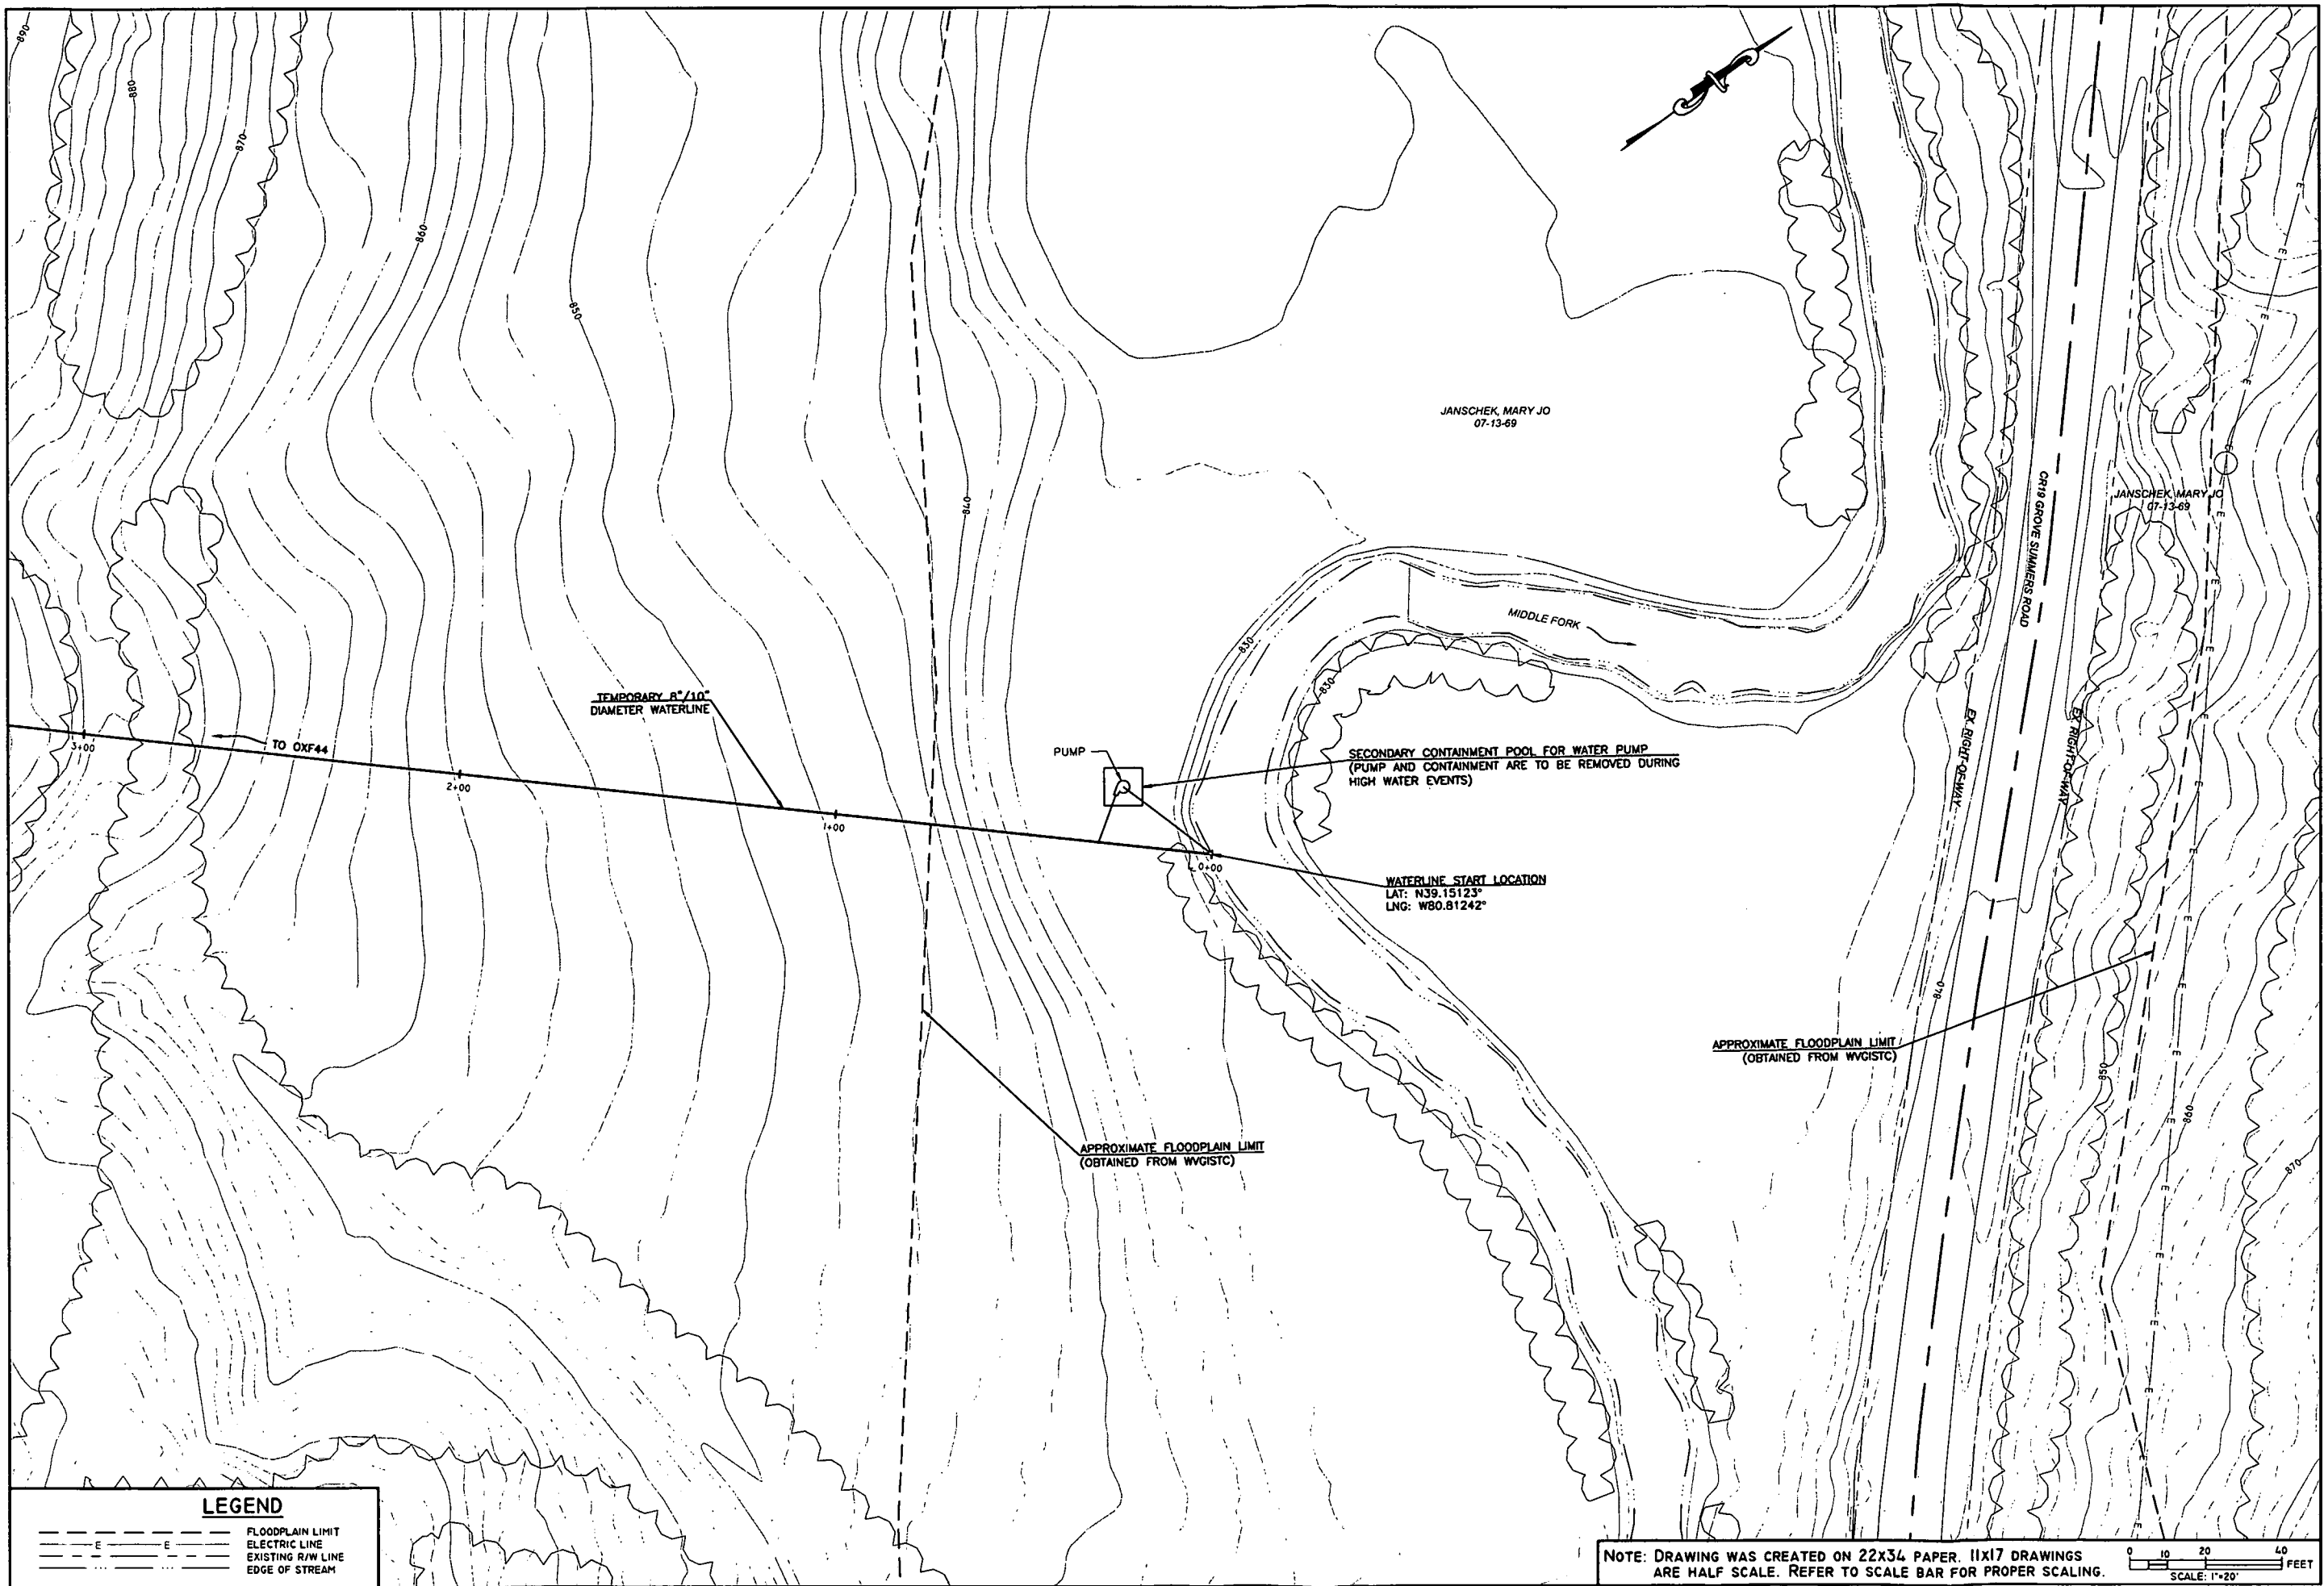 890
880
870
860
850
840
JANSCHEK, MARY JO
07-13-69
JANSCHEK, MARY JO
07-13-69
CR19 GROVE SUMMERS ROAD
MIDDLE FORK
830
830
TEMPORARY 8"/10"
DIAMETER WATERLINE
TO OXF44
3+00
2+00
1+00
0+00
PUMP
SECONDARY CONTAINMENT POOL FOR WATER PUMP
(PUMP AND CONTAINMENT ARE TO BE REMOVED DURING
HIGH WATER EVENTS)
EX. RIGHT-OF-WAY
EX. RIGHT-OF-WAY
WATERLINE START LOCATION
LAT: N39.15123°
LNG: W80.81242°
840
APPROXIMATE FLOODPLAIN LIMIT
(OBTAINED FROM WVGISTC)
850
860
870
APPROXIMATE FLOODPLAIN LIMIT
(OBTAINED FROM WVGISTC)
E E E E E E E E E E E E E E E E
LEGEND
FLOODPLAIN LIMIT
E E ELECTRIC LINE
EXISTING R/W LINE
EDGE OF STREAM
NOTE: DRAWING WAS CREATED ON 22X34 PAPER. 11X17 DRAWINGS
ARE HALF SCALE. REFER TO SCALE BAR FOR PROPER SCALING.
0 10 20 40
FEET
SCALE: 1"=20'